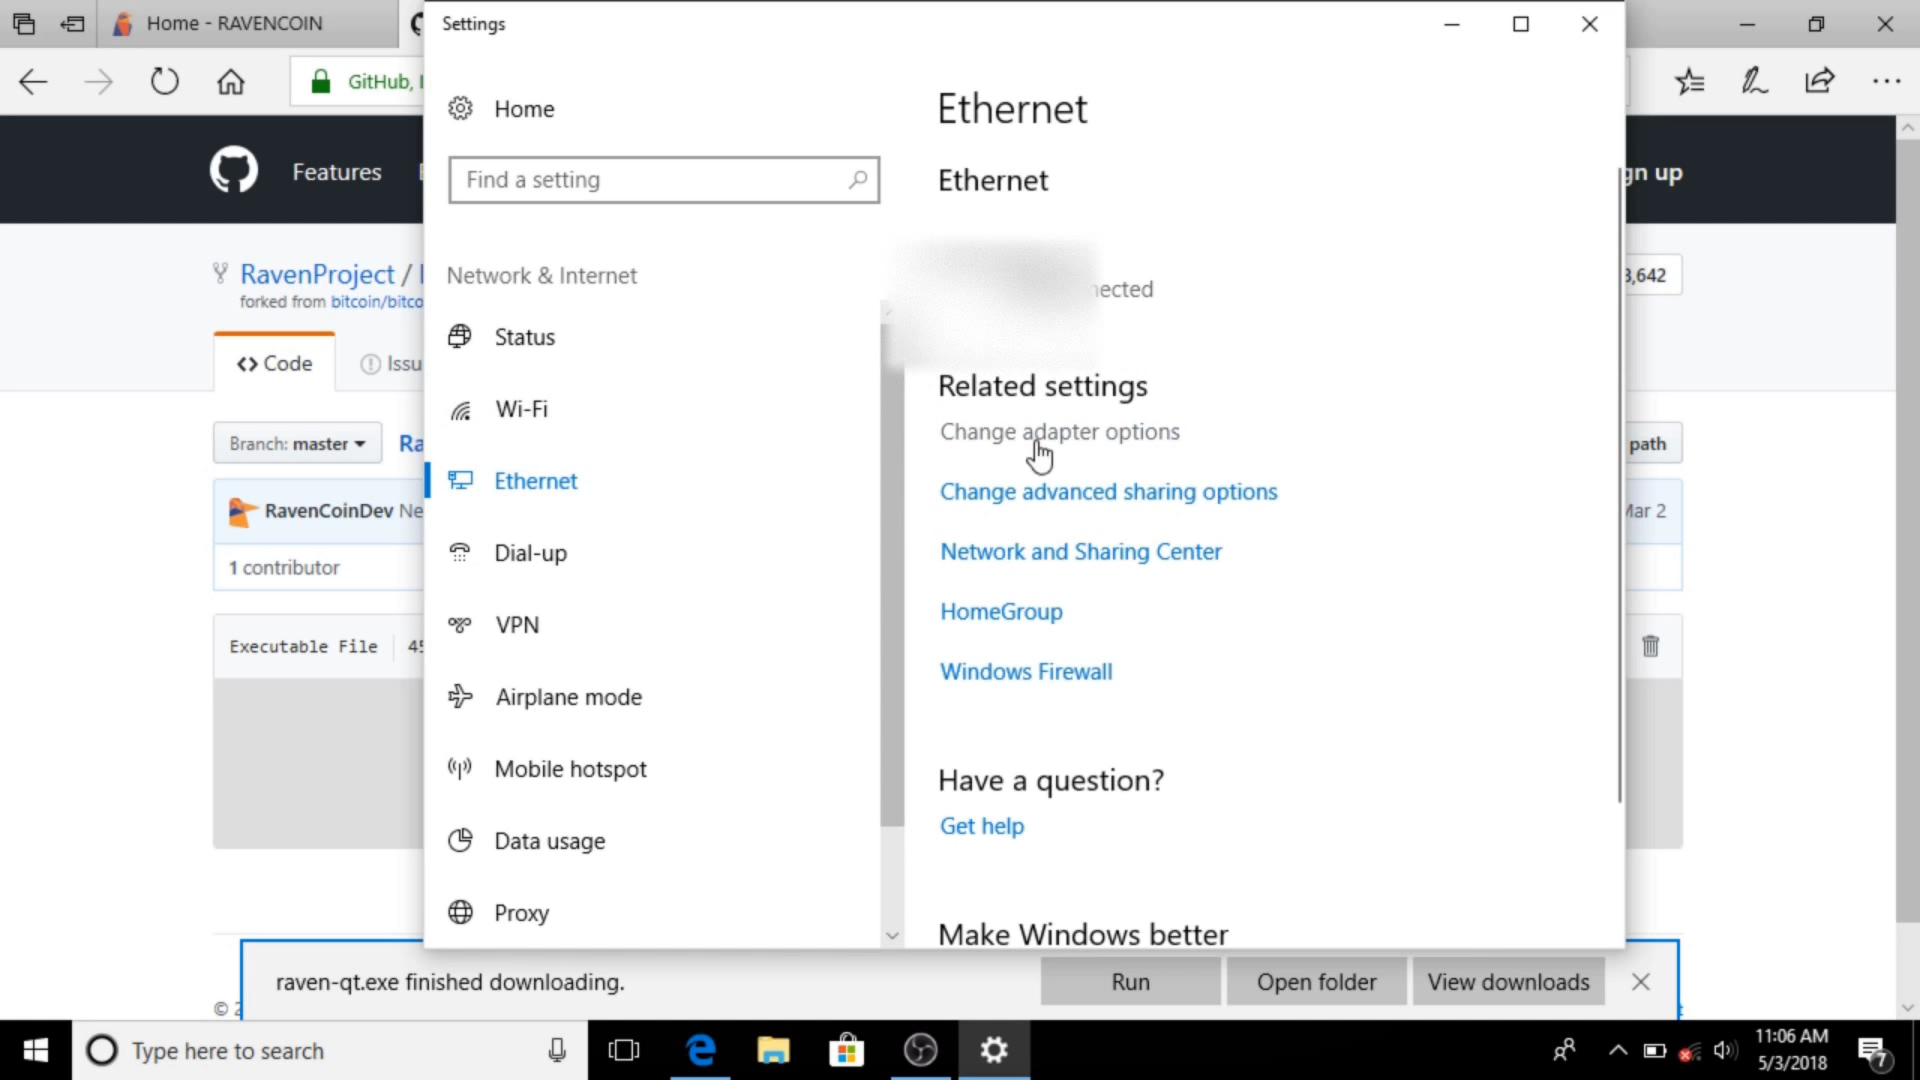 Home - RAVENCOIN
Settings
GitHub,
Home
Ethernet
Find a setting
Ethernet
Features
gn up
RavenProject /
forked from bitcoin/bitco
Network & Internet
nected
3,642
Status
Related settings
Code
Issu
Wi-Fi
Change adapter options
Branch: master
Ra
path
Ethernet
Change advanced sharing options
RavenCoinDev Ne
Mar 2
Dial-up
Network and Sharing Center
1 contributor
HomeGroup
VPN
Executable File
45
Windows Firewall
Airplane mode
Mobile hotspot
Have a question?
Get help
Data usage
Proxy
Make Windows better
raven-qt.exe finished downloading.
Run
Open folder
View downloads
© 2
Type here to search
11:06 AM
5/3/2018
7